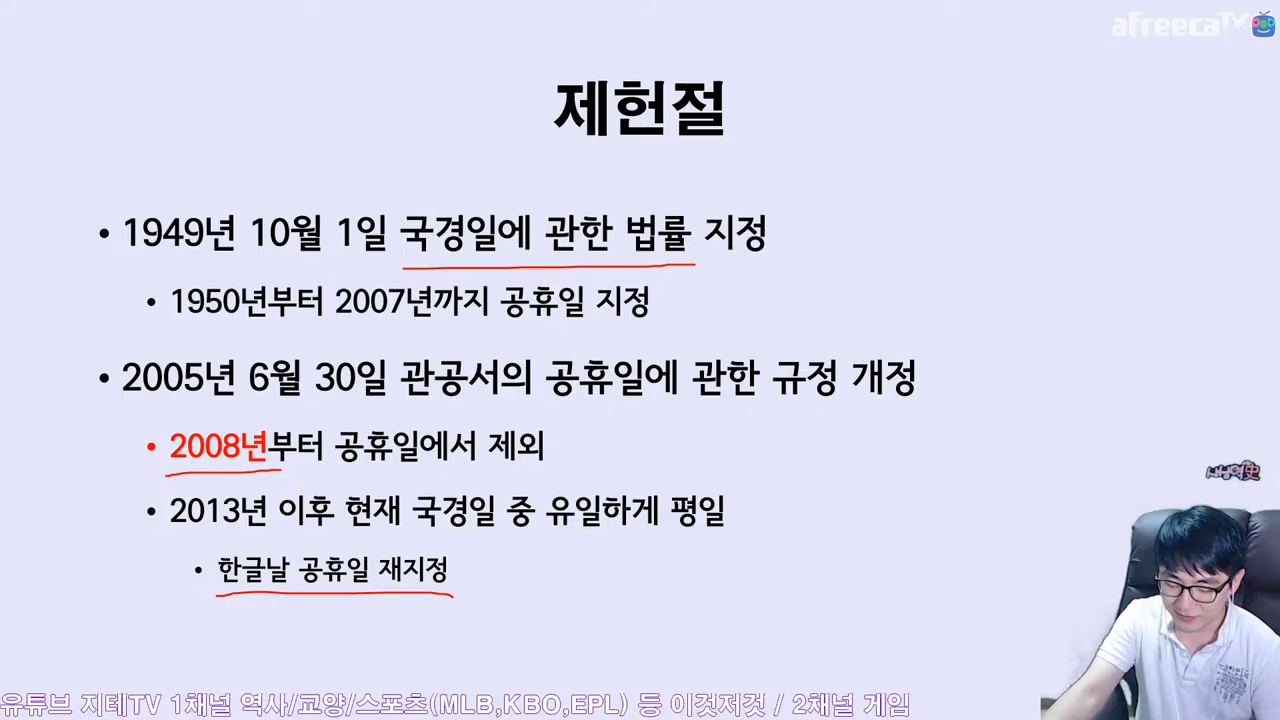 afreecaTV
제헌절
• 1949년 10월 1일 국경일에 관한 법률 지정
• 1950년부터 2007년까지 공휴일 지정
• 2005년 6월 30일 관공서의 공휴일에 관한 규정 개정
• 2008년부터 공휴일에서 제외
• 2013년 이후 현재 국경일 중 유일하게 평일
• 한글날 공휴일 재지정
유튜브 지테TV 1채널 역사/교양/스포츠(MLB,KBO,EPL) 등 이것저것 / 2채널 게임